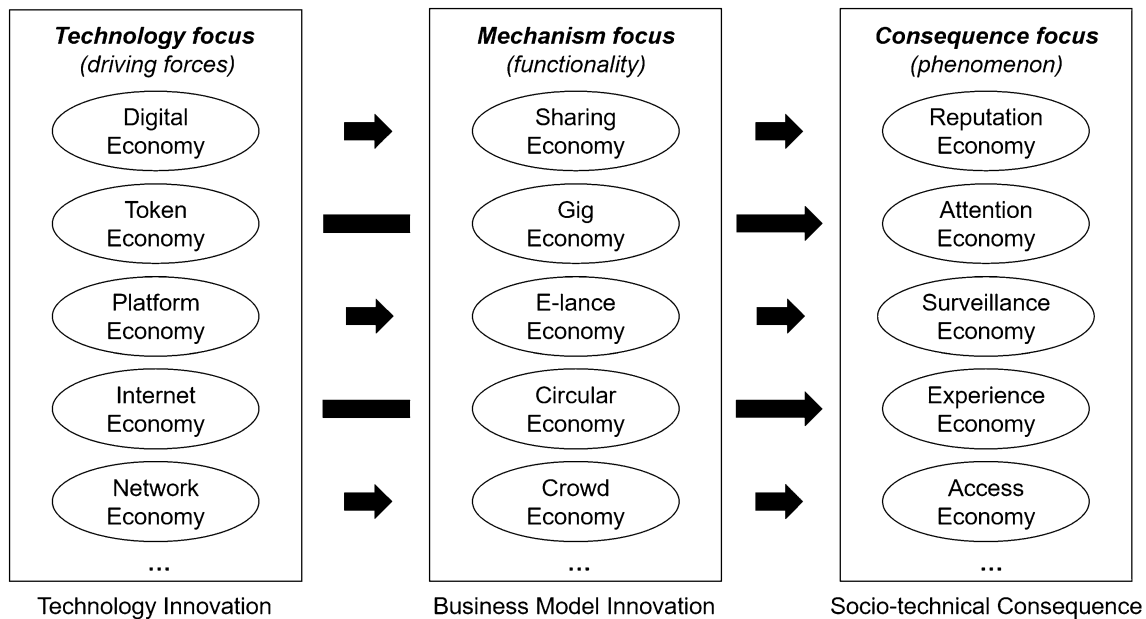 Technology focus
(driving forces)
Digital
Economy
Token
Economy
Platform
Economy
Internet
Economy
Network
Economy
...
Technology Innovation
Mechanism focus
(functionality)
Sharing
Economy
Gig
Economy
E-lance
Economy
Circular
Economy
Crowd
Economy
...
Business Model Innovation
Consequence focus
(phenomenon)
Reputation
Economy
Attention
Economy
Surveillance
Economy
Experience
Economy
Access
Economy
...
Socio-technical Consequence